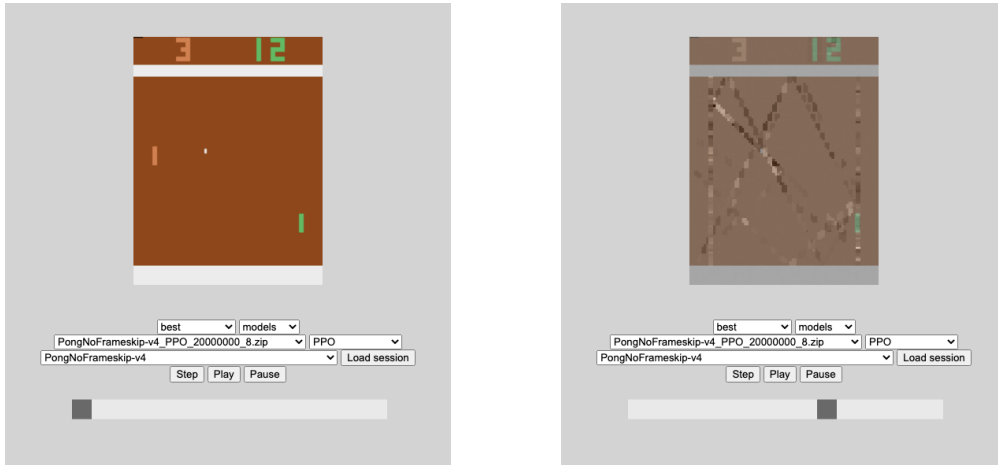 3 12
best models
PongNoFrameskip-v4_PPO_20000000_8.zip PPO
PongNoFrameskip-v4 Load session
Step Play Pause
3 12
best models
PongNoFrameskip-v4_PPO_20000000_8.zip PPO
PongNoFrameskip-v4 Load session
Step Play Pause